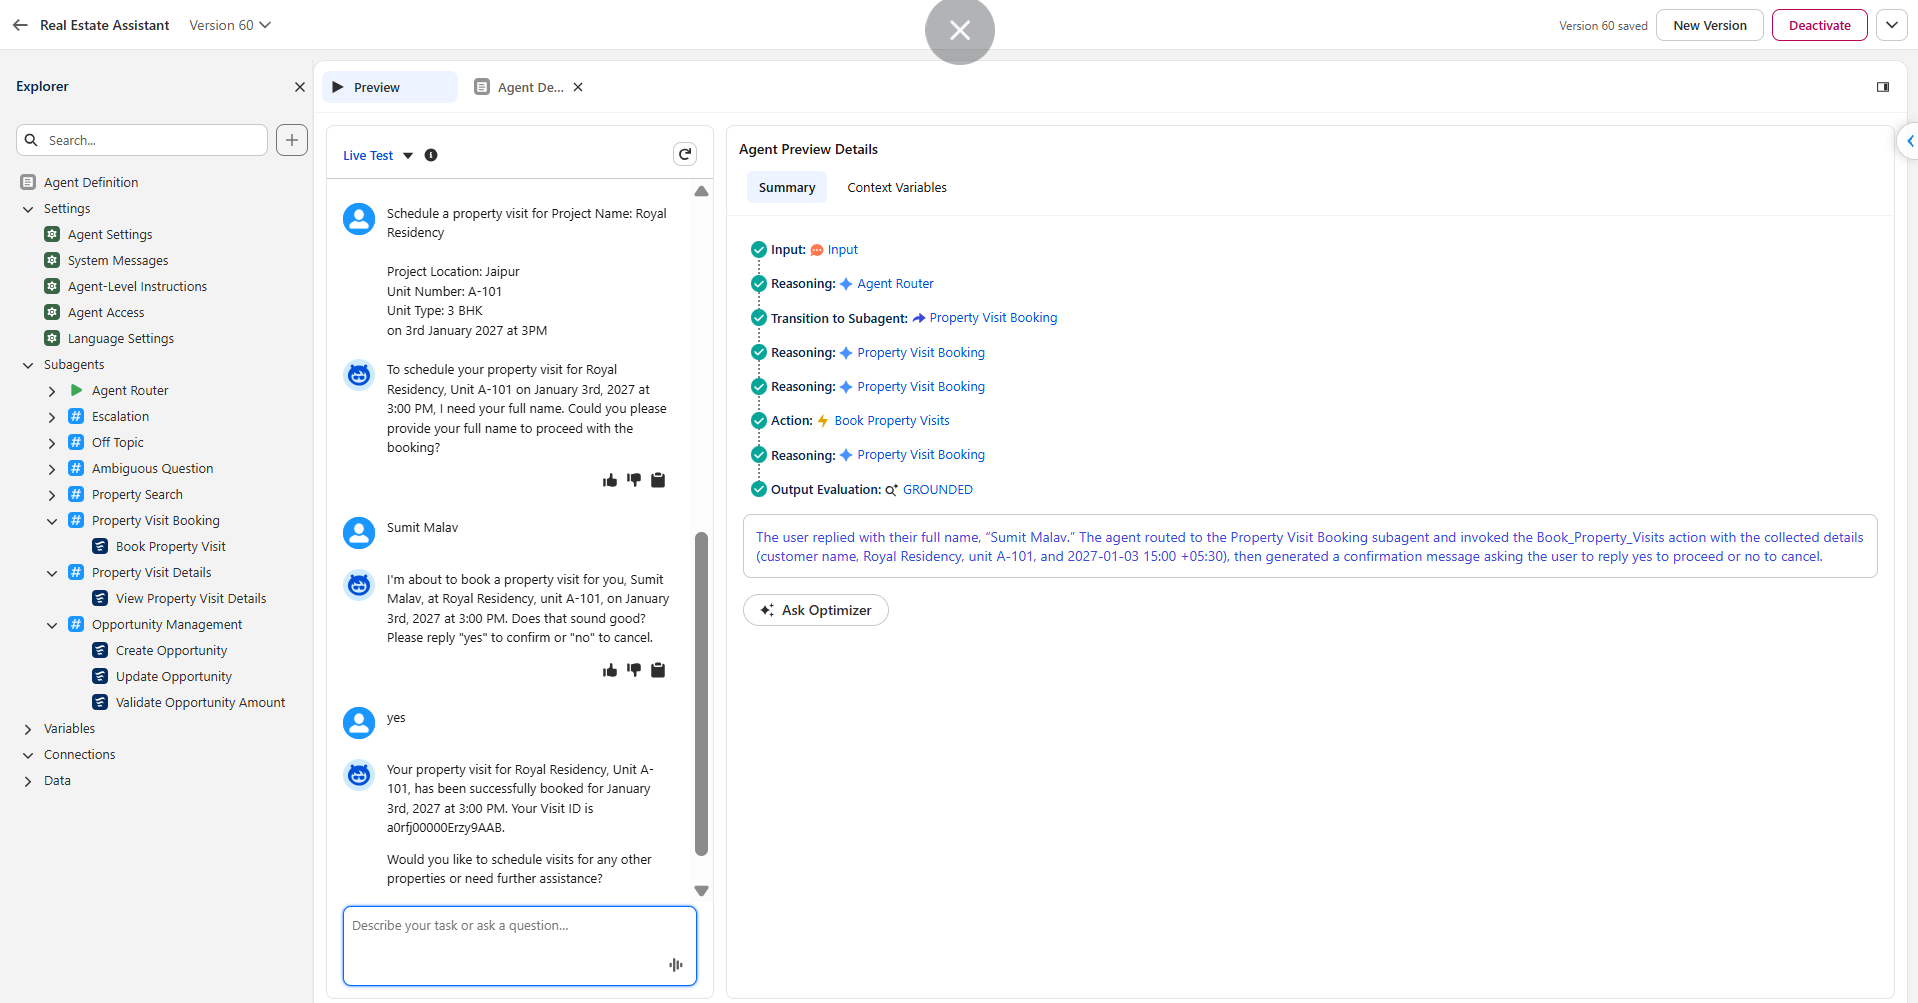 Real Estate Assistant
Version 60
Version 60 saved
New Version
Deactivate
Explorer
Search...
Agent Definition
Settings
Agent Settings
System Messages
Agent-Level Instructions
Agent Access
Language Settings
Subagents
Agent Router
Escalation
Off Topic
Ambiguous Question
Property Search
Property Visit Booking
Book Property Visit
Property Visit Details
View Property Visit Details
Opportunity Management
Create Opportunity
Update Opportunity
Validate Opportunity Amount
Variables
Connections
Data
Preview
Agent De...
Live Test
Schedule a property visit for Project Name: Royal
Residency
Project Location: Jaipur
Unit Number: A-101
Unit Type: 3 BHK
on 3rd January 2027 at 3PM
To schedule your property visit for Royal
Residency, Unit A-101 on January 3rd, 2027 at
3:00 PM, I need your full name. Could you please
provide your full name to proceed with the
booking?
Sumit Malav
I'm about to book a property visit for you, Sumit
Malav, at Royal Residency, unit A-101, on January
3rd, 2027 at 3:00 PM. Does that sound good?
Please reply "yes" to confirm or "no" to cancel.
yes
Your property visit for Royal Residency, Unit A-
101, has been successfully booked for January
3rd, 2027 at 3:00 PM. Your Visit ID is
a0rfj00000Erzy9AAB.
Would you like to schedule visits for any other
properties or need further assistance?
Describe your task or ask a question...
Agent Preview Details
Summary
Context Variables
Input: Input
Reasoning: Agent Router
Transition to Subagent: Property Visit Booking
Reasoning: Property Visit Booking
Reasoning: Property Visit Booking
Action: Book Property Visits
Reasoning: Property Visit Booking
Output Evaluation: GROUNDED
The user replied with their full name, “Sumit Malav.” The agent routed to the Property Visit Booking subagent and invoked the Book_Property_Visits action with the collected details
(customer name, Royal Residency, unit A-101, and 2027-01-03 15:00 +05:30), then generated a confirmation message asking the user to reply yes to proceed or no to cancel.
Ask Optimizer